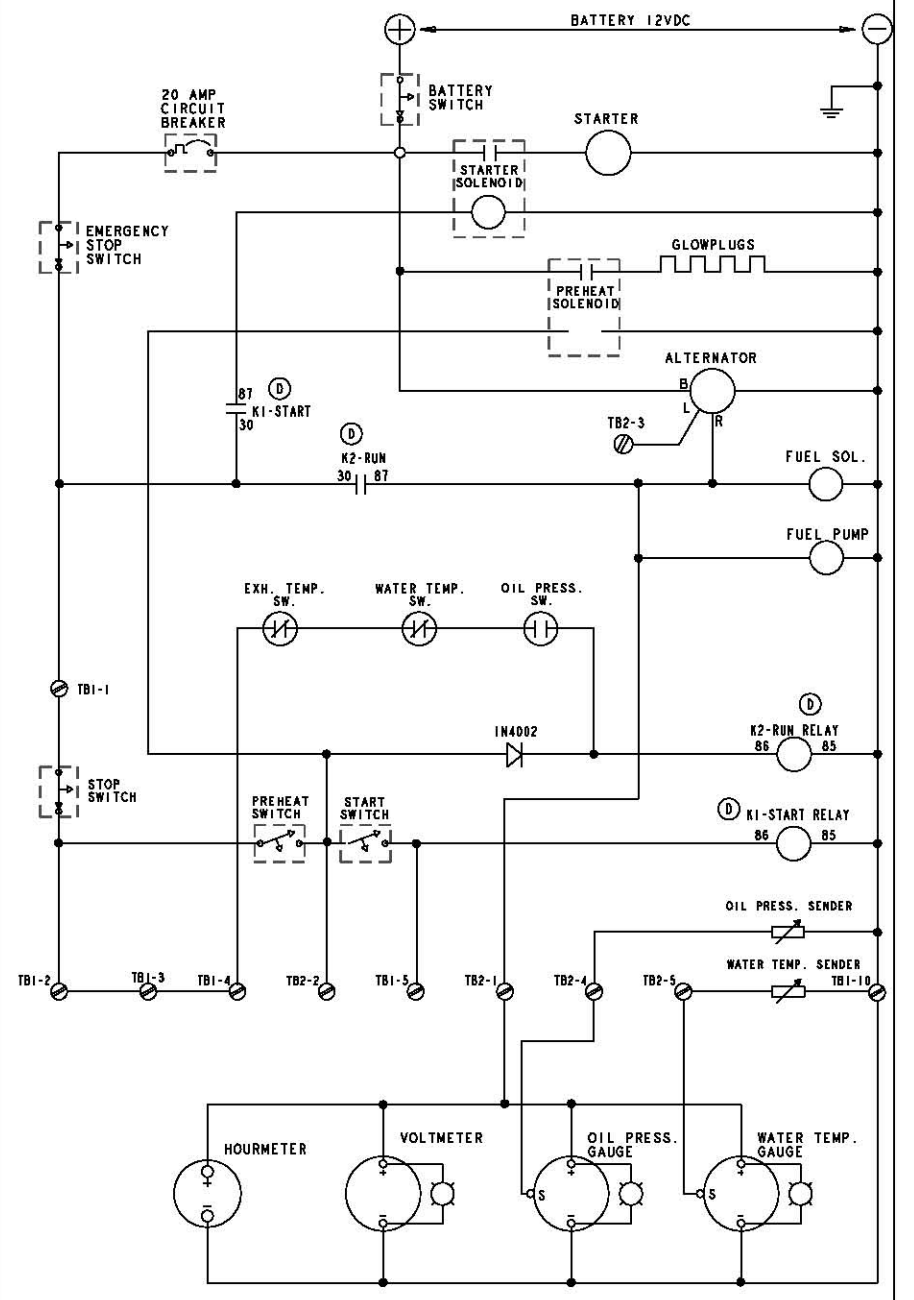 BATTERY 12VDC
+
−
20 AMP
CIRCUIT
BREAKER
BATTERY
SWITCH
STARTER
STARTER
SOLENOID
EMERGENCY
STOP
SWITCH
GLOWPLUGS
PREHEAT
SOLENOID
ALTERNATOR
B
L
R
87
D
K1-START
30
TB2-3
D
K2-RUN
30
87
FUEL SOL.
FUEL PUMP
EXH. TEMP.
SW.
WATER TEMP.
SW.
OIL PRESS.
SW.
TB1-1
D
1N4002
K2-RUN RELAY
86
85
STOP
SWITCH
PREHEAT
SWITCH
START
SWITCH
D
K1-START RELAY
86
85
OIL PRESS. SENDER
WATER TEMP. SENDER
TB1-2
TB1-3
TB1-4
TB2-2
TB1-5
TB2-1
TB2-4
TB2-5
TB1-10
HOURMETER
+
−
VOLTMETER
+
−
OIL PRESS.
GAUGE
+
S
−
WATER TEMP.
GAUGE
+
S
−